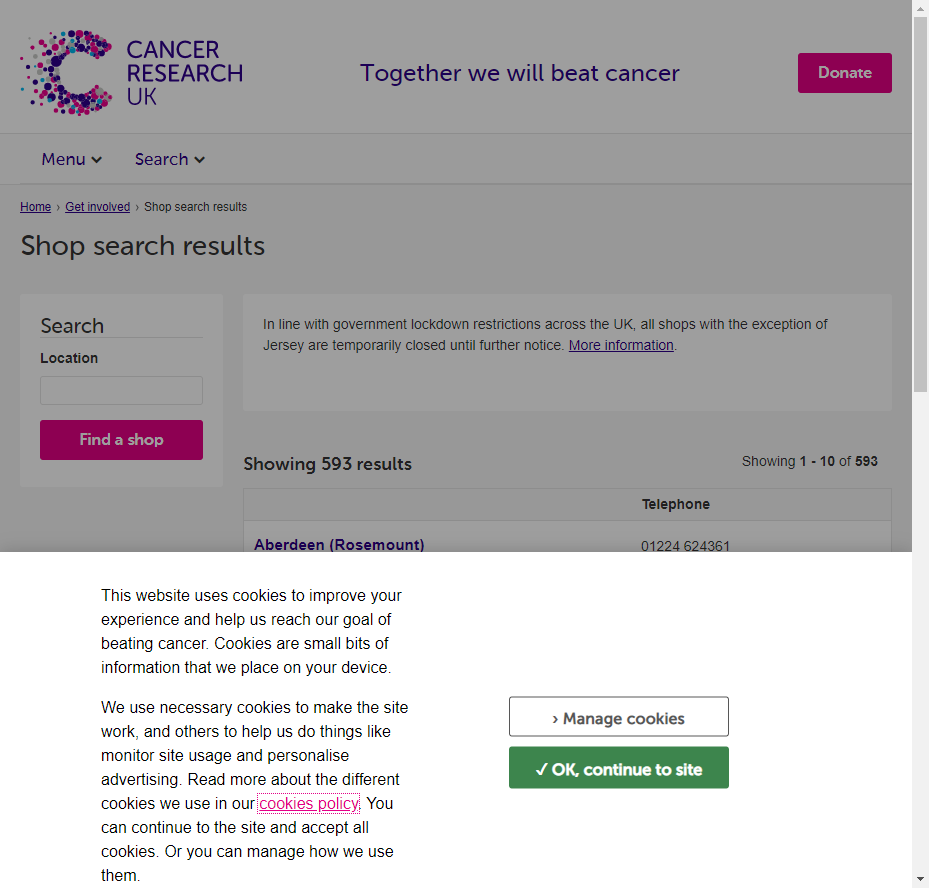 CANCER
RESEARCH
UK
Together we will beat cancer
Donate
Menu
Search
Home › Get involved › Shop search results
Shop search results
Search
Location
Find a shop
In line with government lockdown restrictions across the UK, all shops with the exception of
Jersey are temporarily closed until further notice. More information.
Showing 593 results
Showing 1 - 10 of 593
Telephone
Aberdeen (Rosemount)
01224 624361
This website uses cookies to improve your
experience and help us reach our goal of
beating cancer. Cookies are small bits of
information that we place on your device.
We use necessary cookies to make the site
work, and others to help us do things like
monitor site usage and personalise
advertising. Read more about the different
cookies we use in our cookies policy. You
can continue to the site and accept all
cookies. Or you can manage how we use
them.
› Manage cookies
✓ OK, continue to site